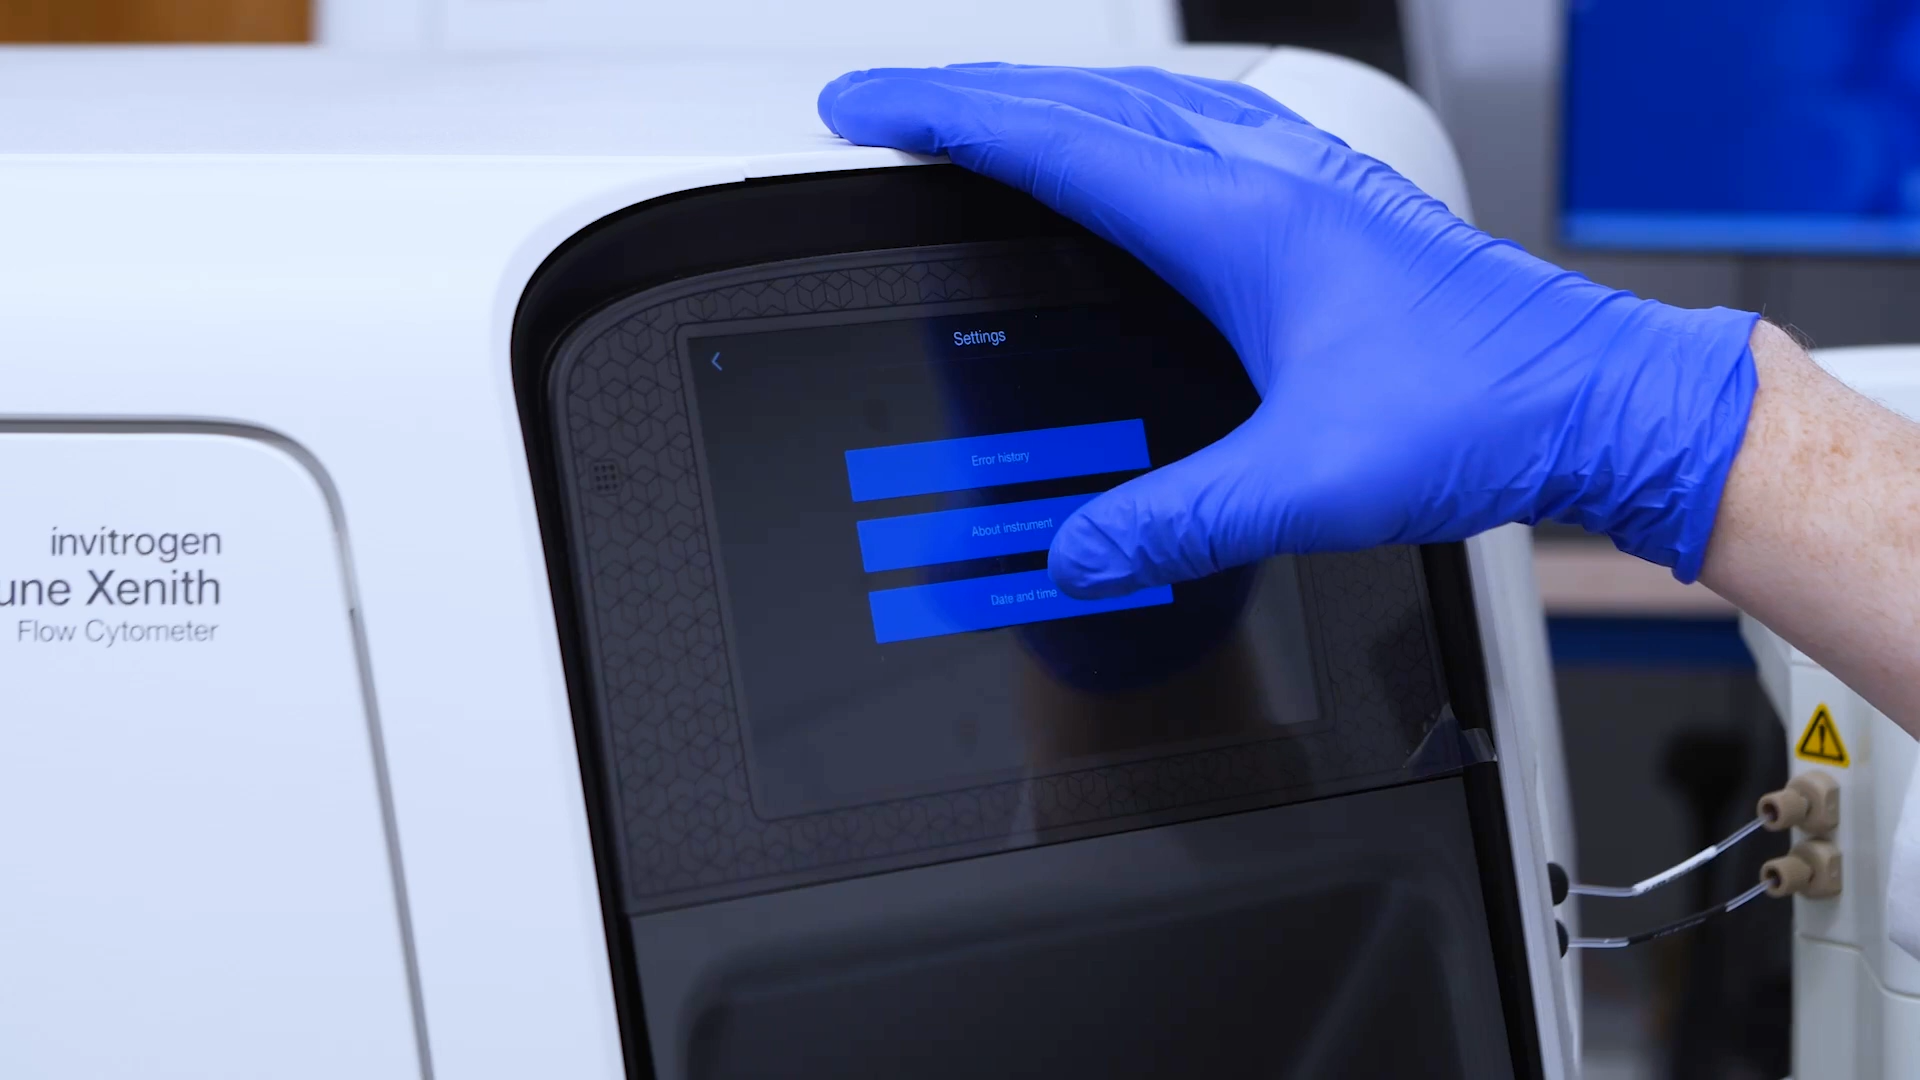 invitrogen
une Xenith
Flow Cytometer
Settings
Error history
About instrument
Date and time